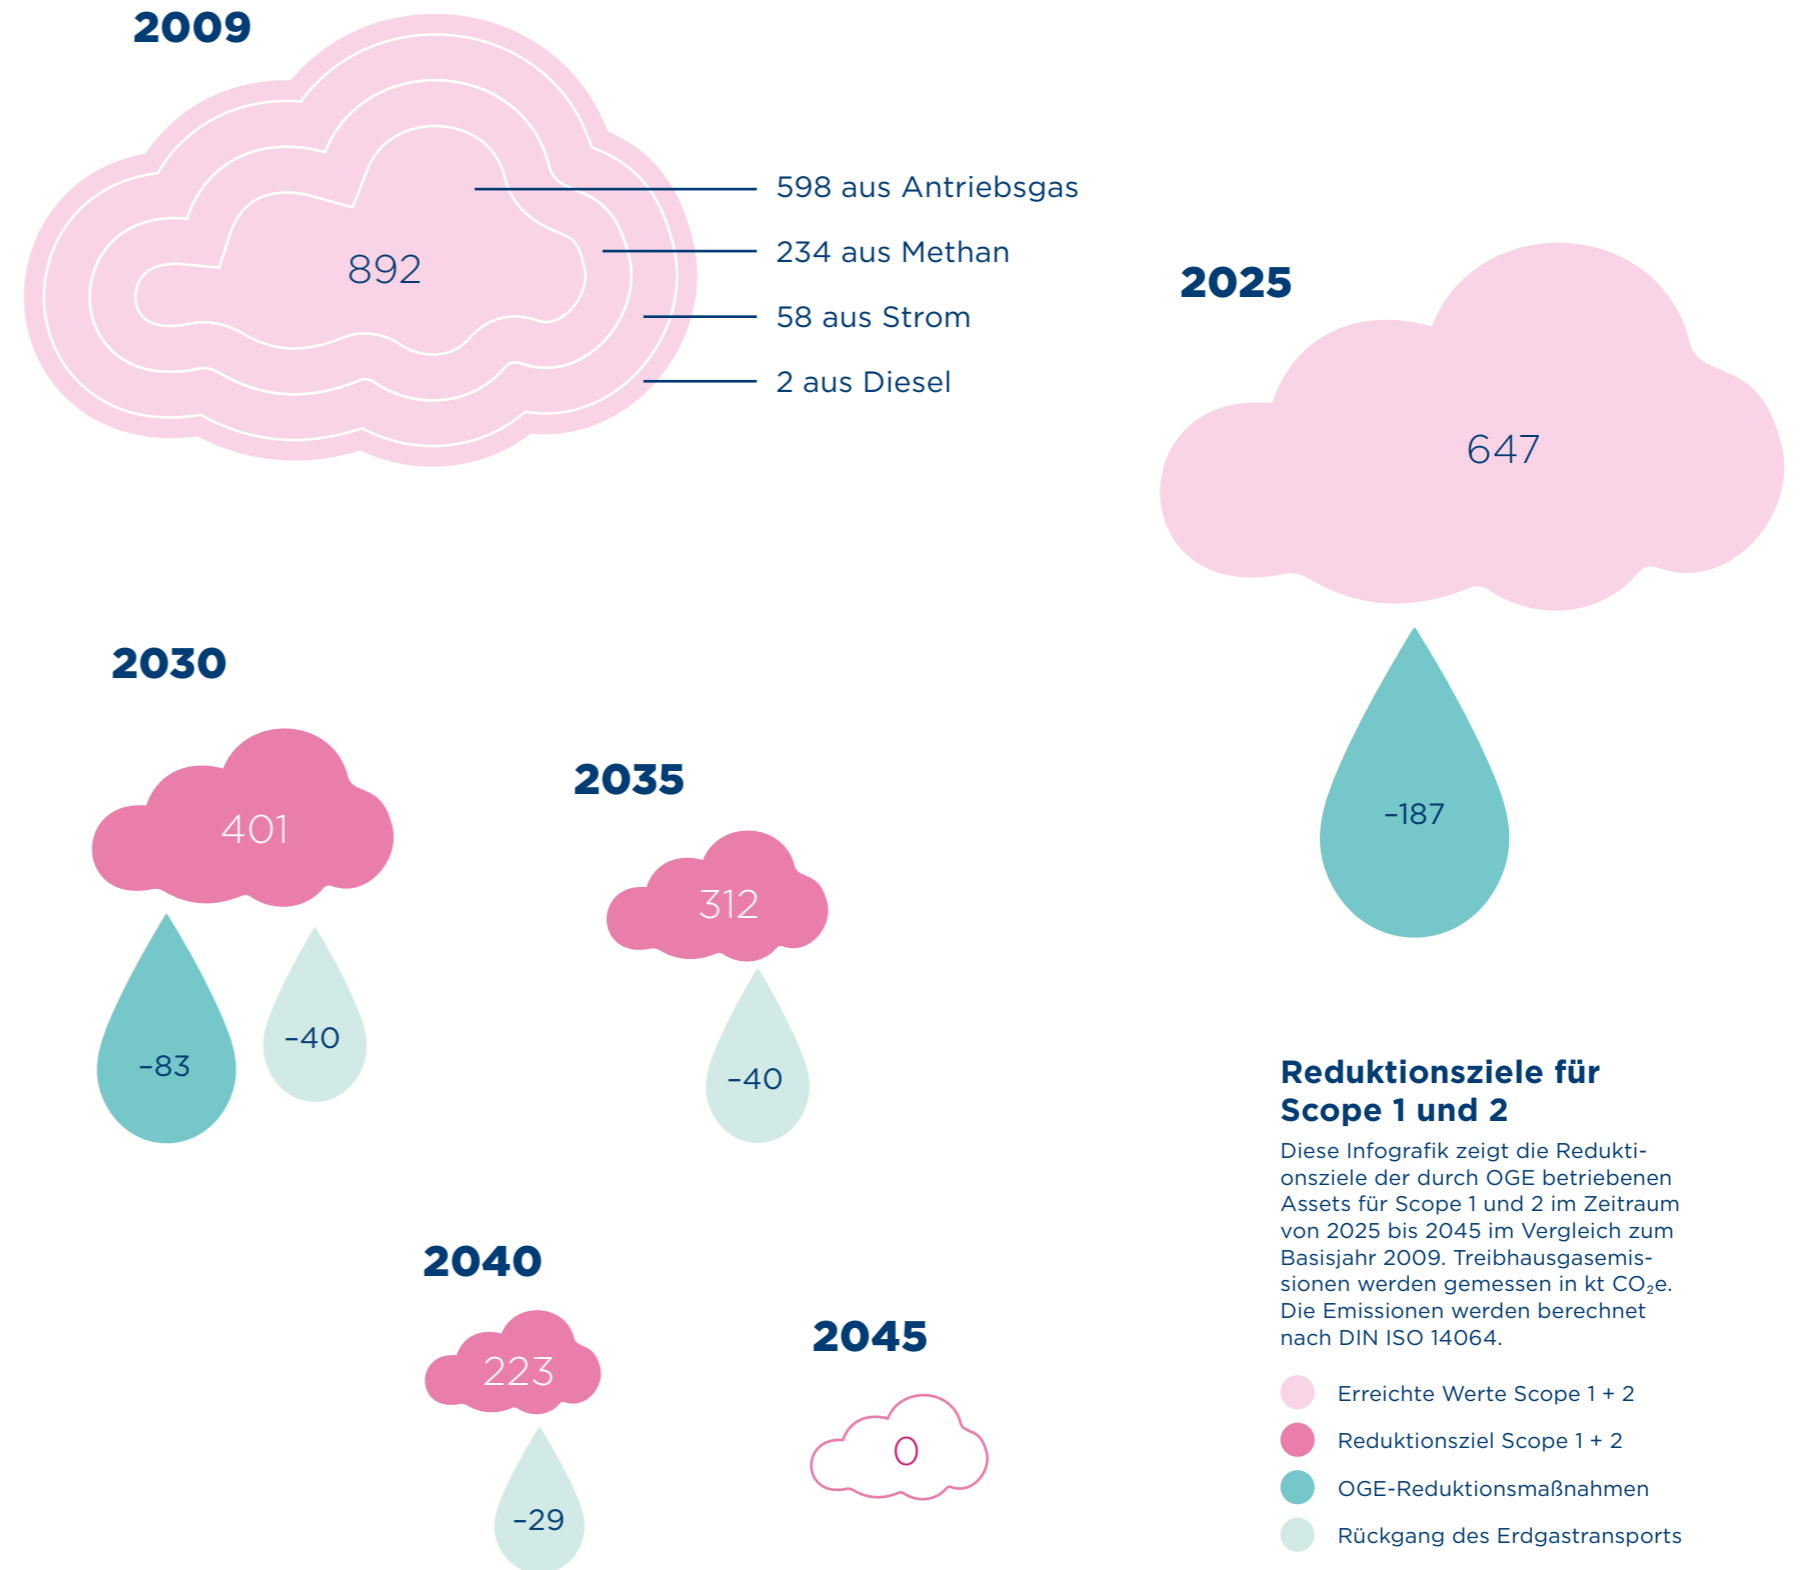 2009
892
598 aus Antriebsgas
234 aus Methan
58 aus Strom
2 aus Diesel
2025
647
–187
2030
401
–83
–40
2035
312
–40
2040
223
–29
2045
0
Reduktionsziele für
Scope 1 und 2
Diese Infografik zeigt die Redukti-
onsziele der durch OGE betriebenen
Assets für Scope 1 und 2 im Zeitraum
von 2025 bis 2045 im Vergleich zum
Basisjahr 2009. Treibhausgasemis-
sionen werden gemessen in kt CO₂e.
Die Emissionen werden berechnet
nach DIN ISO 14064.
Erreichte Werte Scope 1 + 2
Reduktionsziel Scope 1 + 2
OGE-Reduktionsmaßnahmen
Rückgang des Erdgastransports